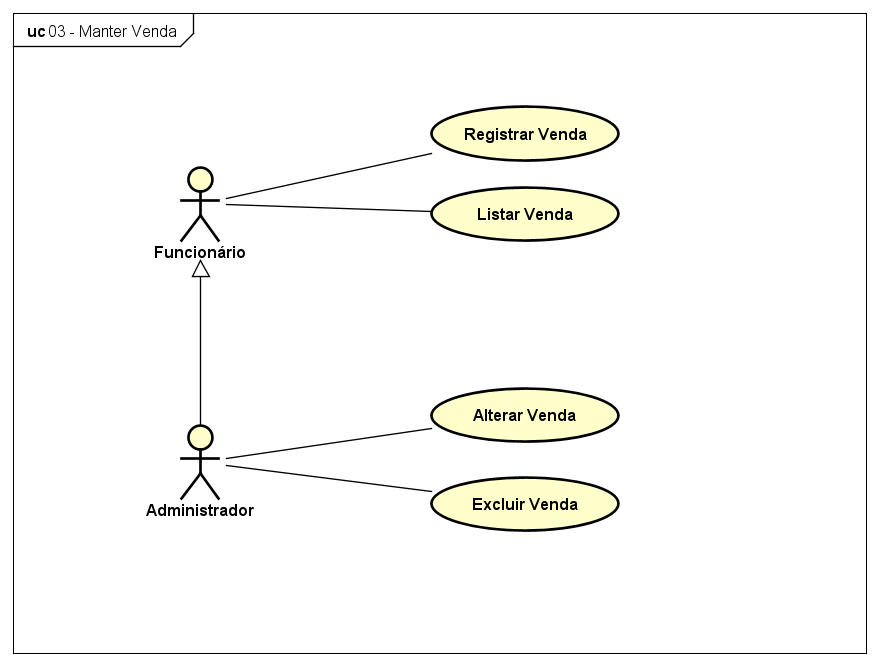 uc 03 - Manter Venda
Registrar Venda
Listar Venda
Funcionário
Alterar Venda
Excluir Venda
Administrador